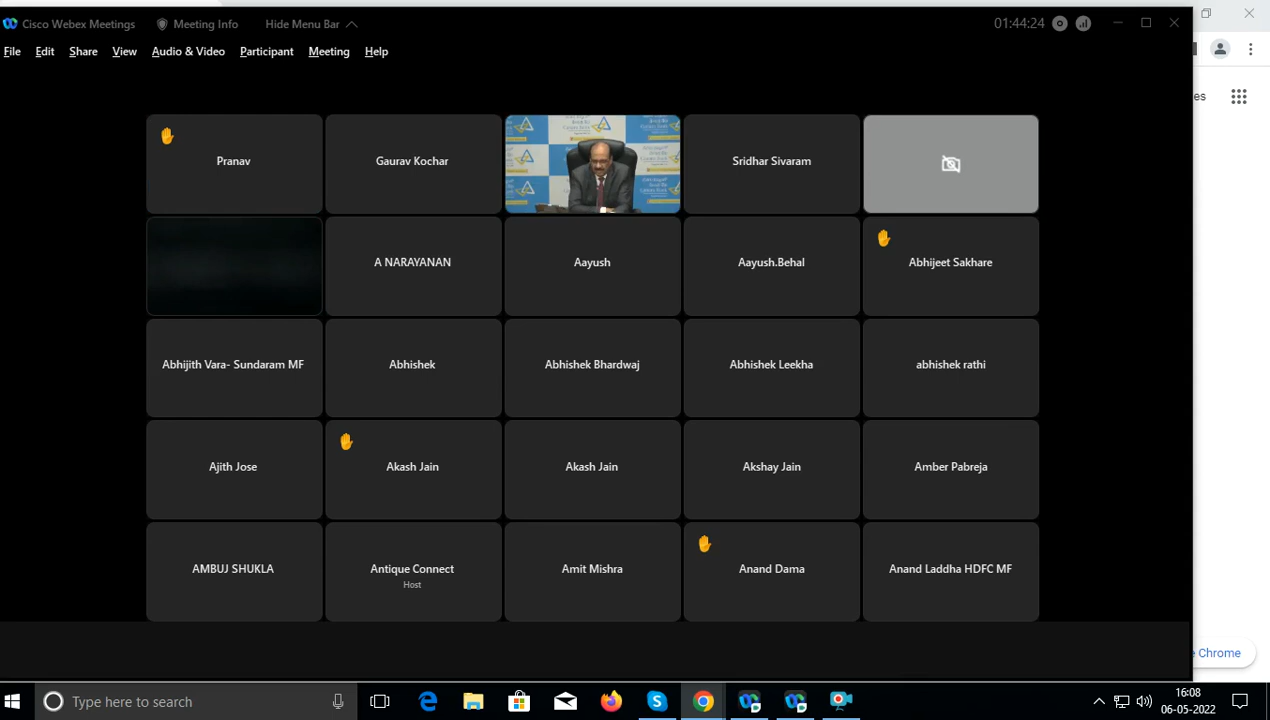 Cisco Webex Meetings
Meeting Info
Hide Menu Bar
01:44:24
File
Edit
Share
View
Audio & Video
Participant
Meeting
Help
es
Pranav
Gaurav Kochar
Sridhar Sivaram
A NARAYANAN
Aayush
Aayush.Behal
Abhijeet Sakhare
Abhijith Vara- Sundaram MF
Abhishek
Abhishek Bhardwaj
Abhishek Leekha
abhishek rathi
Ajith Jose
Akash Jain
Akash Jain
Akshay Jain
Amber Pabreja
AMBUJ SHUKLA
Antique Connect
Host
Amit Mishra
Anand Dama
Anand Laddha HDFC MF
e Chrome
Type here to search
16:08
06-05-2022